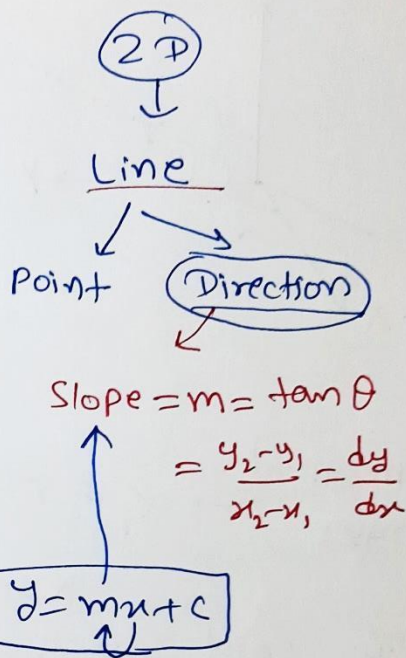 2D
Line
Point Direction
Slope = m = tan θ
= y₂-y₁/x₂-x₁ = dy/dx
y = mx + c